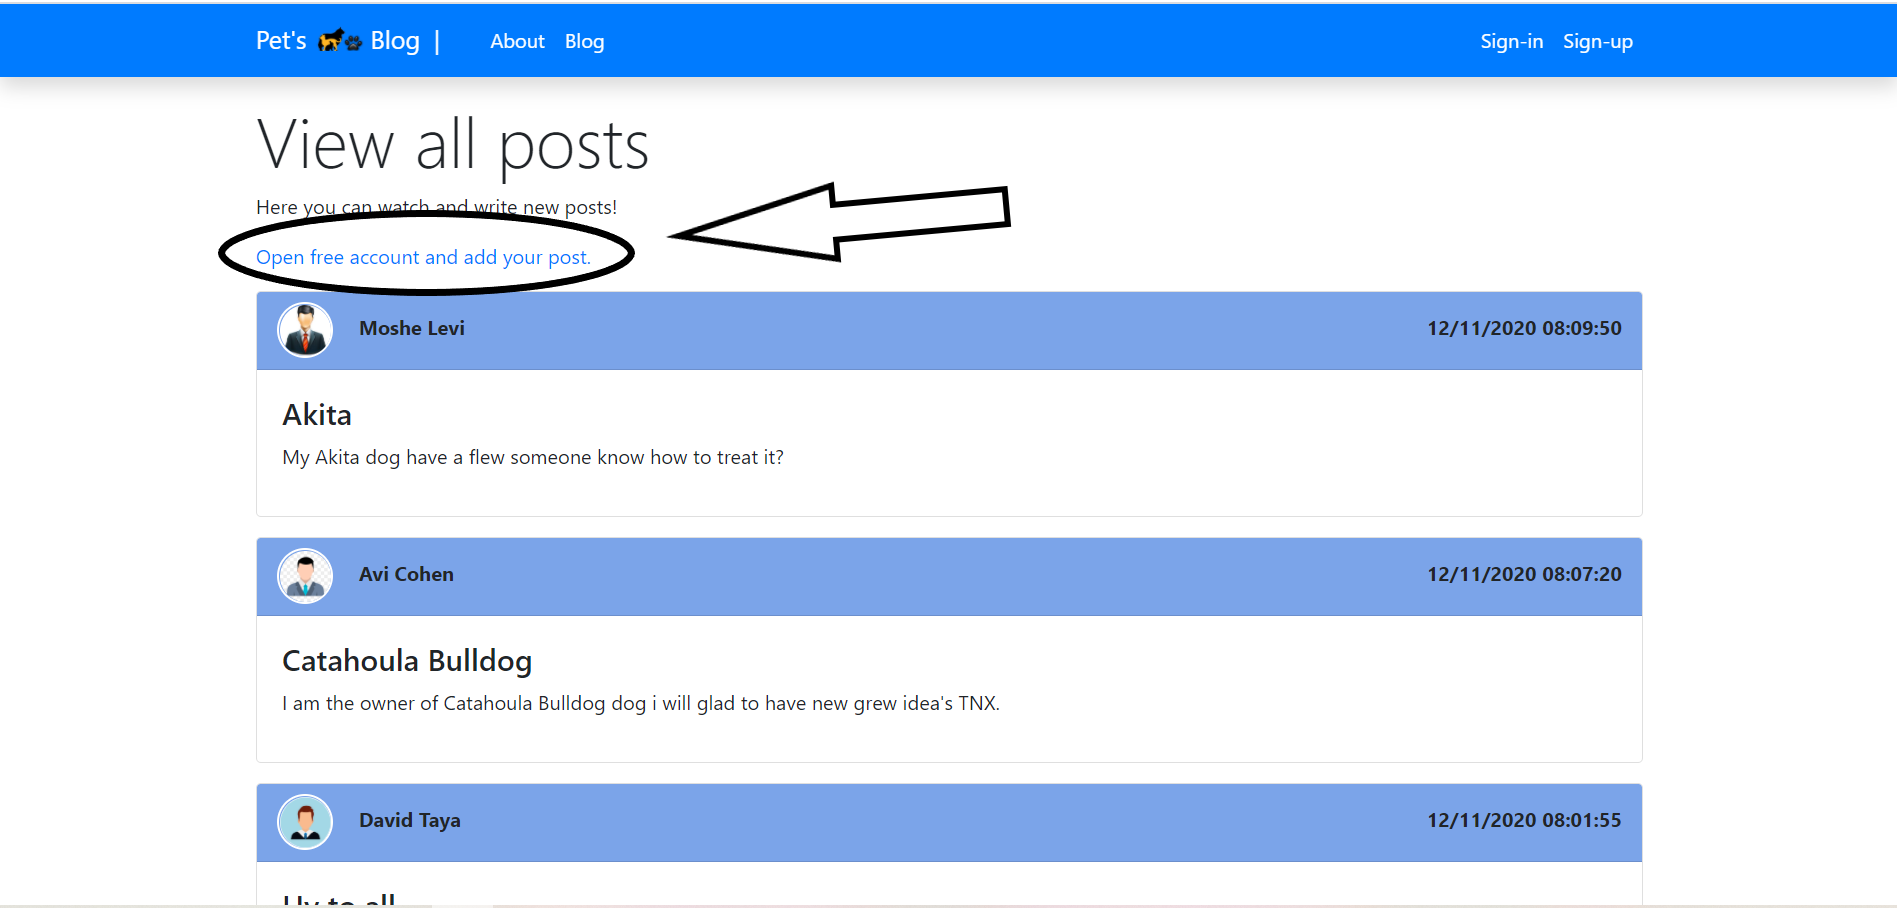 Pet's Blog | About Blog Sign-in Sign-up
View all posts
Here you can watch and write new posts!
Open free account and add your post.
Moshe Levi 12/11/2020 08:09:50
Akita
My Akita dog have a flew someone know how to treat it?
Avi Cohen 12/11/2020 08:07:20
Catahoula Bulldog
I am the owner of Catahoula Bulldog dog i will glad to have new grew idea's TNX.
David Taya 12/11/2020 08:01:55
Hy to all